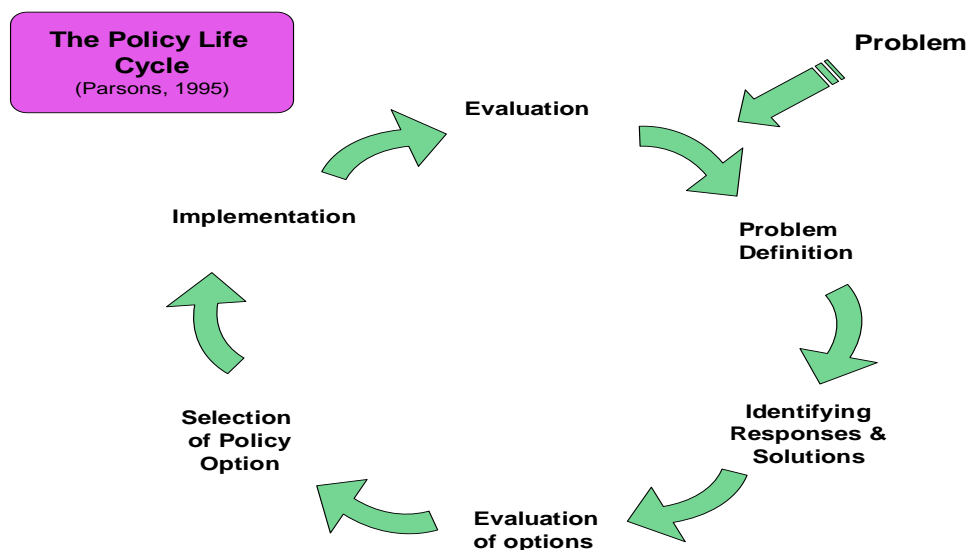 The Policy Life
Cycle
(Parsons, 1995)
Problem
Evaluation
Problem
Definition
Identifying
Responses &
Solutions
Evaluation
of options
Selection
of Policy
Option
Implementation